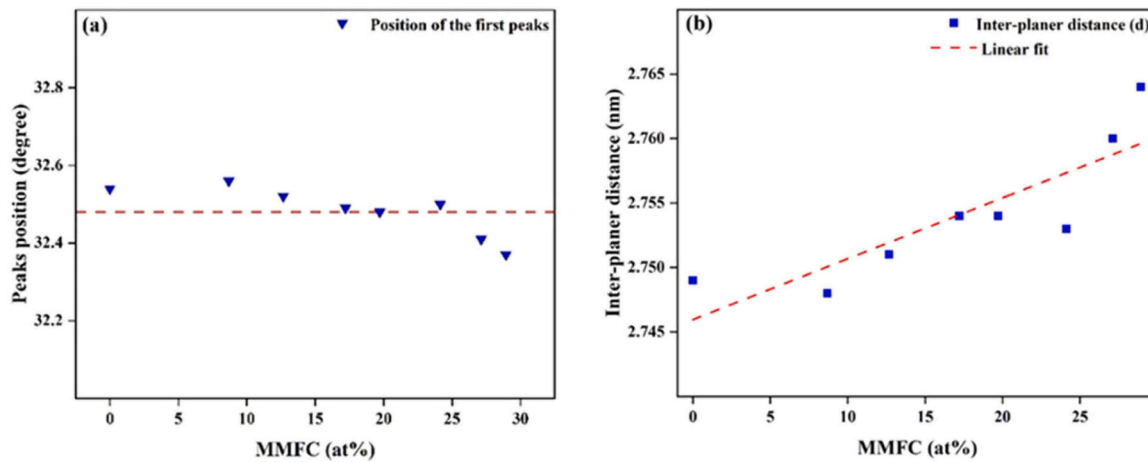 (a)
Position of the first peaks
Peaks position (degree)
32.8
32.6
32.4
32.2
0 5 10 15 20 25 30
MMFC (at%)
(b)
Inter-planer distance (d)
Linear fit
Inter-planer distance (nm)
2.765
2.760
2.755
2.750
2.745
0 5 10 15 20 25
MMFC (at%)